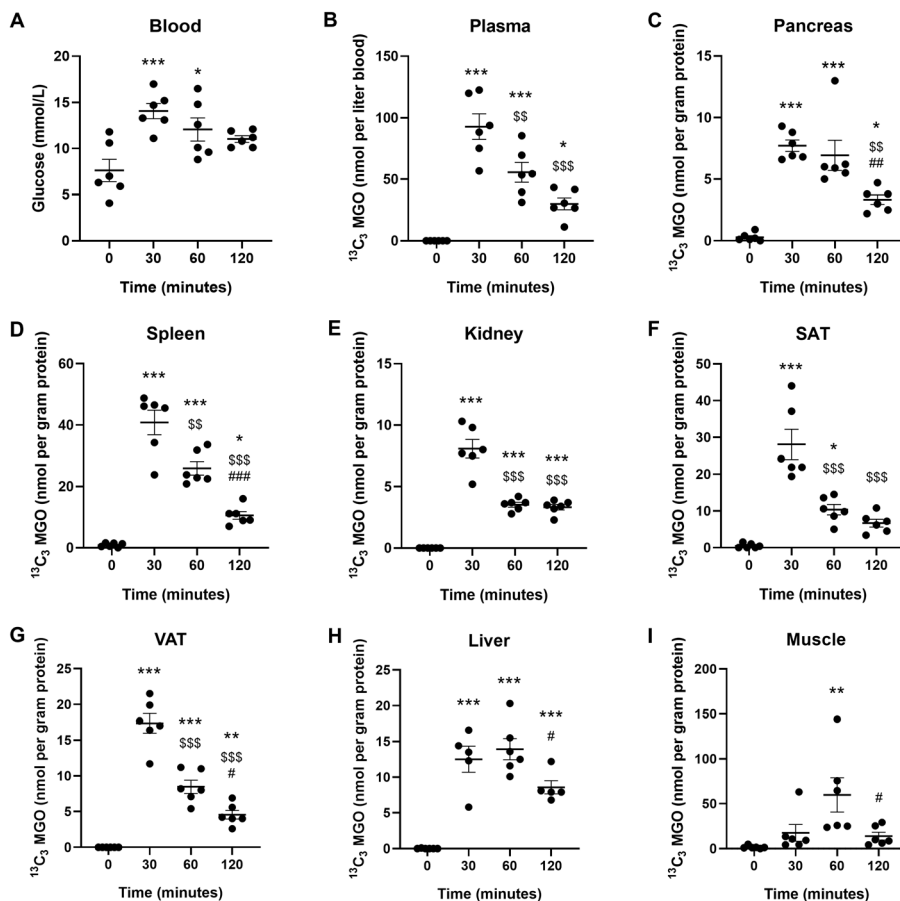 A
Blood
Glucose (mmol/L)
20
15
10
5
0
***
*
0 30 60 120
Time (minutes)
B
Plasma
¹³C₃ MGO (nmol per liter blood)
150
100
50
0
***
***
$$
*
$$$
0 30 60 120
Time (minutes)
C
Pancreas
¹³C₃ MGO (nmol per gram protein)
15
10
5
0
***
***
*
$$
##
0 30 60 120
Time (minutes)
D
Spleen
¹³C₃ MGO (nmol per gram protein)
60
40
20
0
***
***
$$
*
$$$
###
0 30 60 120
Time (minutes)
E
Kidney
¹³C₃ MGO (nmol per gram protein)
15
10
5
0
***
***
$$$
***
$$$
0 30 60 120
Time (minutes)
F
SAT
¹³C₃ MGO (nmol per gram protein)
50
40
30
20
10
0
***
*
$$$
$$$
0 30 60 120
Time (minutes)
G
VAT
¹³C₃ MGO (nmol per gram protein)
25
20
15
10
5
0
***
***
$$$
**
$$$
#
0 30 60 120
Time (minutes)
H
Liver
¹³C₃ MGO (nmol per gram protein)
25
20
15
10
5
0
***
***
***
#
0 30 60 120
Time (minutes)
I
Muscle
¹³C₃ MGO (nmol per gram protein)
200
150
100
50
0
**
#
0 30 60 120
Time (minutes)